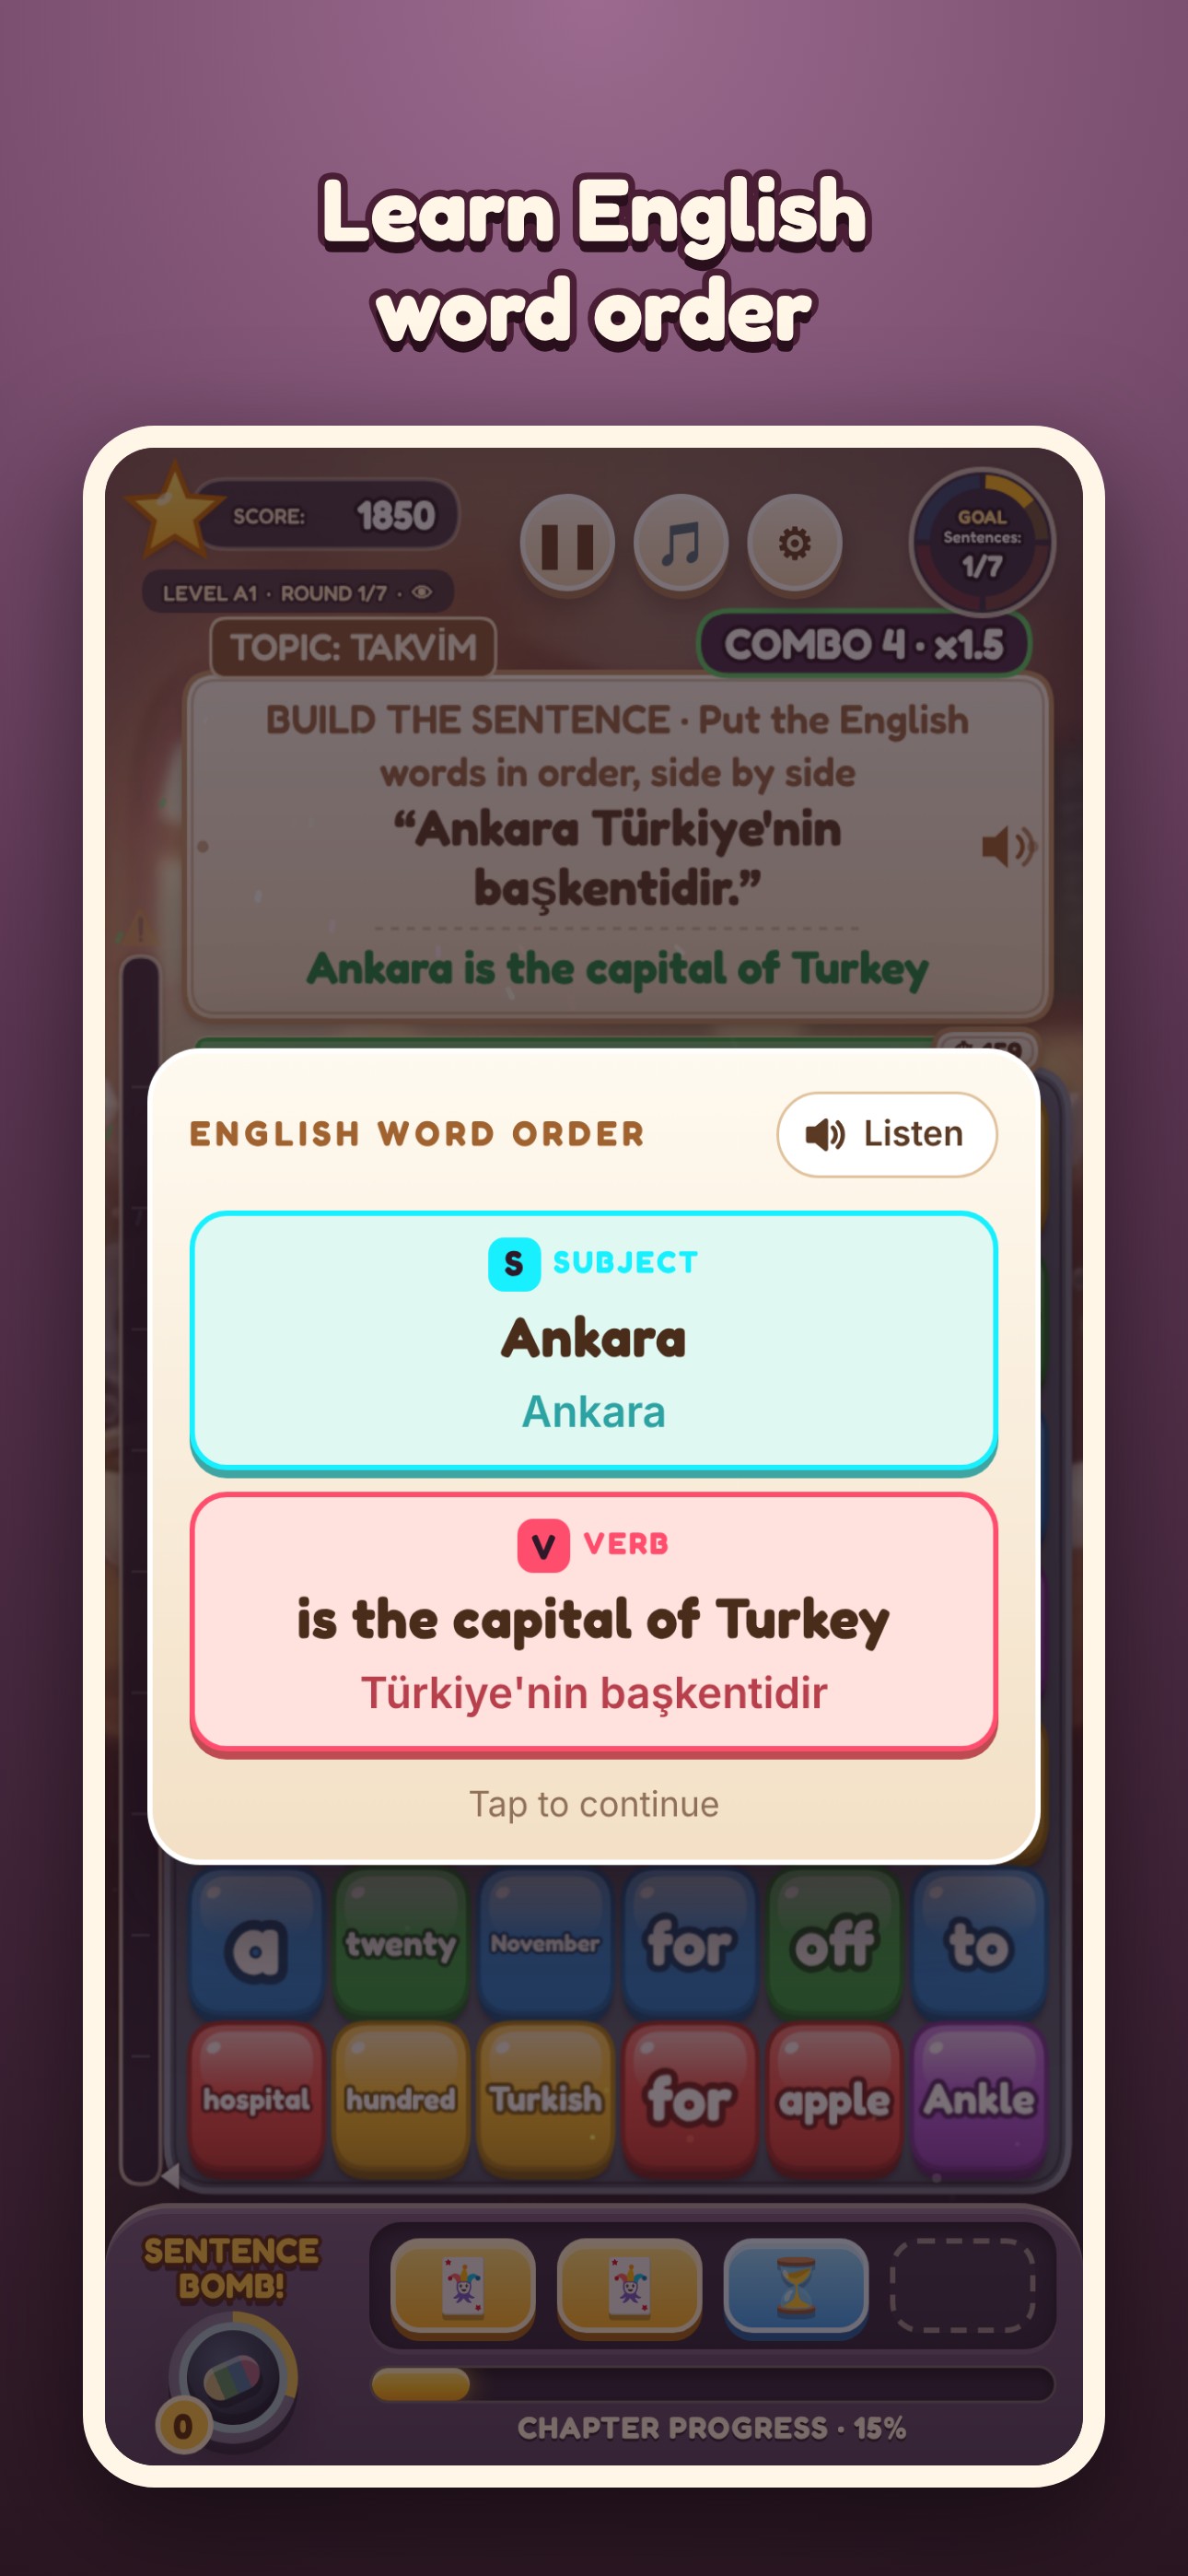 Learn English
word order
SCORE: 1850
GOAL
Sentences:
1/7
LEVEL A1 · ROUND 1/7 ·
TOPIC: TAKVİM
COMBO 4 · x1.5
BUILD THE SENTENCE · Put the English
words in order, side by side
“Ankara Türkiye'nin
başkentidir.”
Ankara is the capital of Turkey
ENGLISH WORD ORDER
Listen
S SUBJECT
Ankara
Ankara
V VERB
is the capital of Turkey
Türkiye'nin başkentidir
Tap to continue
a twenty November for off to
hospital hundred Turkish for apple Ankle
SENTENCE
BOMB!
0
CHAPTER PROGRESS · 15%